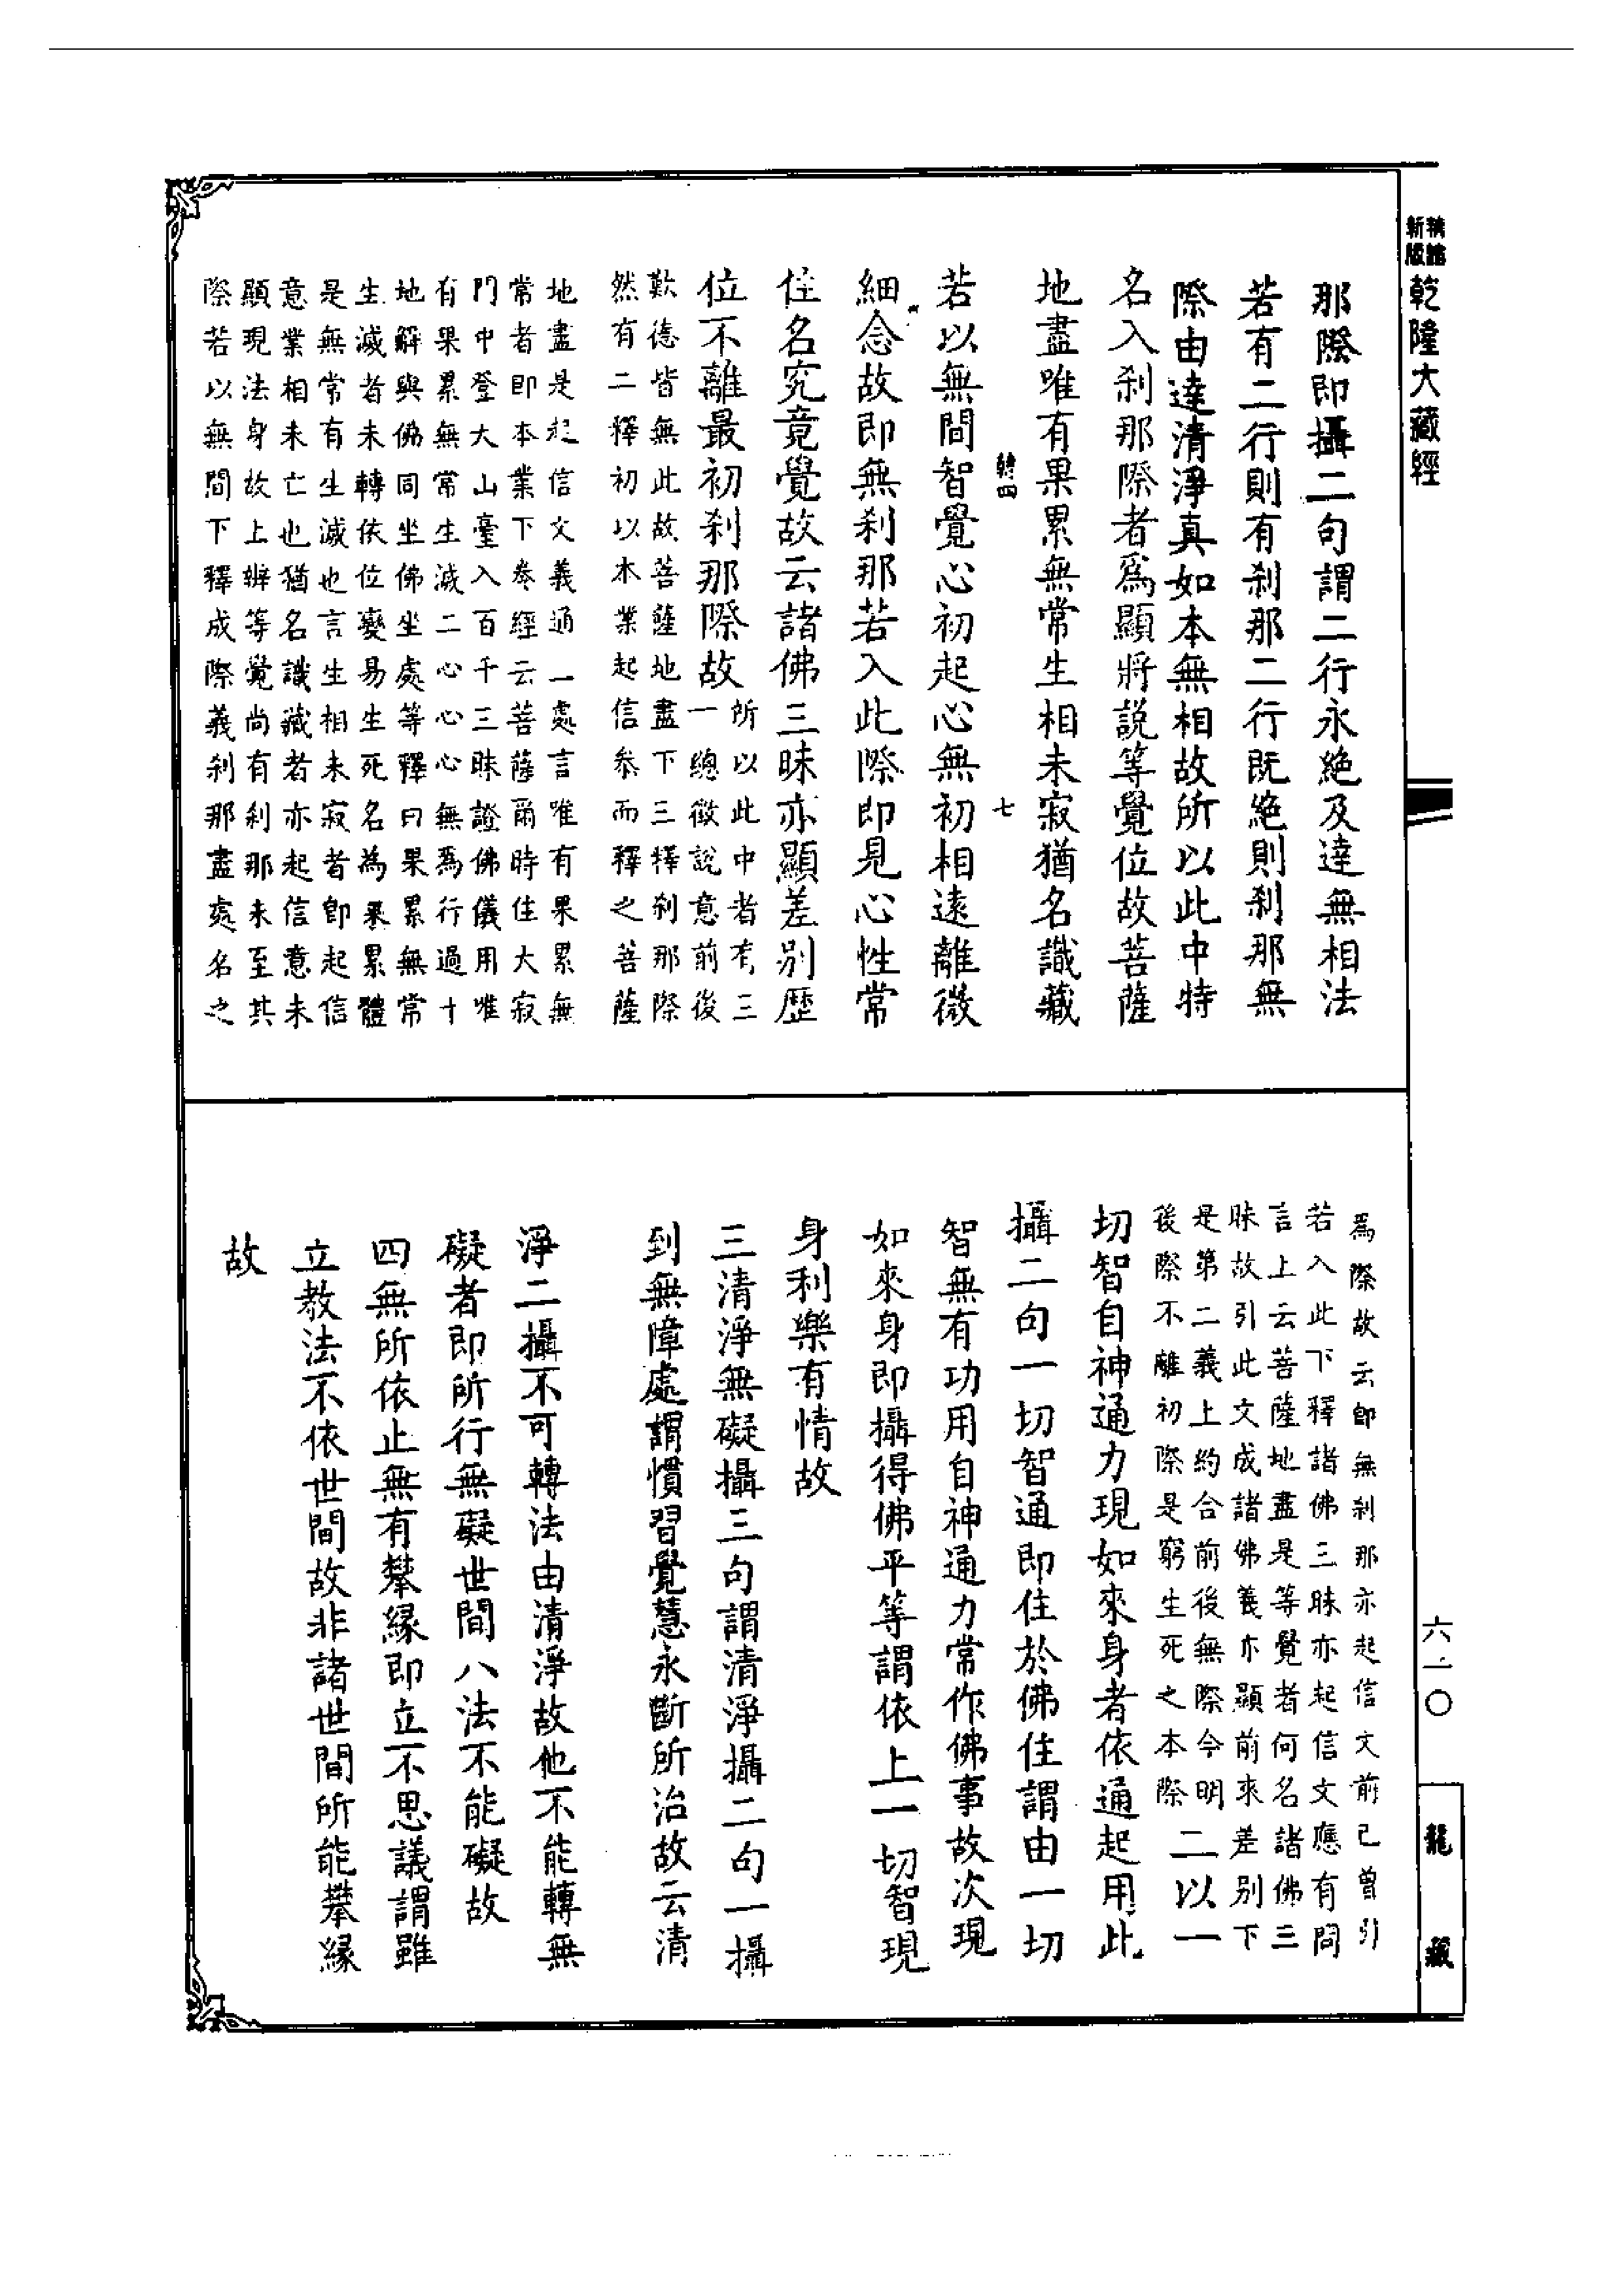 新版
乾隆大藏經
那際即攝二句謂二行永絕及達無相法
若有二行則有刹那二行既絕則刹那無
際由達清淨真如本無相故所以此中特
名入刹那際者爲顯將說等覺位故菩薩
地盡唯有果累無常生相未寂猶名識藏
轉四
七
若以無間智覺心初起心無初相遠離微
細念故即無刹那若入此際即見心性常
住名究竟覺故云諸佛三昧亦顯差别歷
位不離最初刹那際故
所以此中者有三
一總徵說意前後
歎德皆無此故菩薩地盡下三釋刹那際
然有二釋初以本業起信叅而釋之菩薩
地盡是起信文義通一處言唯有果累無
常者即本業下卷經云菩薩爾時住大寂
門中登大山臺入百千三昧證佛儀用唯
有果累無常生滅二心心心無爲行過十
地解與佛同坐佛坐處等釋曰果累無常
生滅者未轉依位變易生死名為果累體
是無常有生滅也言生相未寂者即起信
意業相未亡也猶名識藏者亦起信意未
顯現法身故上辦等覺尚有刹那未至其
際若以無間下釋成際義刹那盡處名之
爲際故云即無刹那亦起信文前已曾引
若入此下釋諸佛三昧亦起信文應有問
言上云菩薩地盡是等覺者何名諸佛三
昧故引此文成諸佛義亦顯前來差别下
是第二義上約合前後無際今明
後際不離初際是窮生死之本際
二以一
切智自神通力現如來身者依通起用此
攝二句一切智通即住於佛住謂由一切
智無有功用自神通力常作佛事故次現
如來身即攝得佛平等謂依上一切智現
身利樂有情故
三清淨無礙攝三句謂清淨攝二句一攝
到無障處謂慣習覺慧永斷所治故云清
淨二攝不可轉法由清淨故他不能轉無
礙者即所行無礙世間八法不能礙故
四無所依止無有攀緣即立不思議謂雖
立教法不依世間故非諸世間所能攀緣
故
六一〇
龍
藏